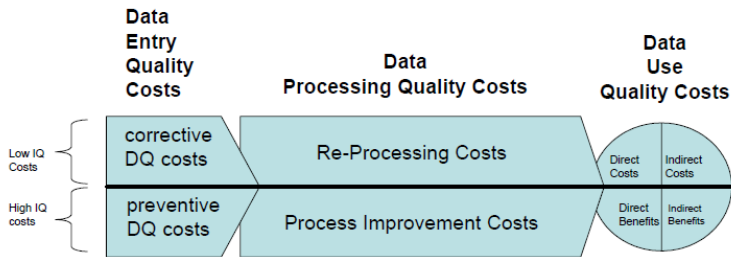 Data
Entry
Quality
Costs
Data
Processing Quality Costs
Data
Use
Quality Costs
Low IQ
Costs
corrective
DQ costs
Re-Processing Costs
Direct
Costs
Indirect
Costs
High IQ
costs
preventive
DQ costs
Process Improvement Costs
Direct
Benefits
Indirect
Benefits